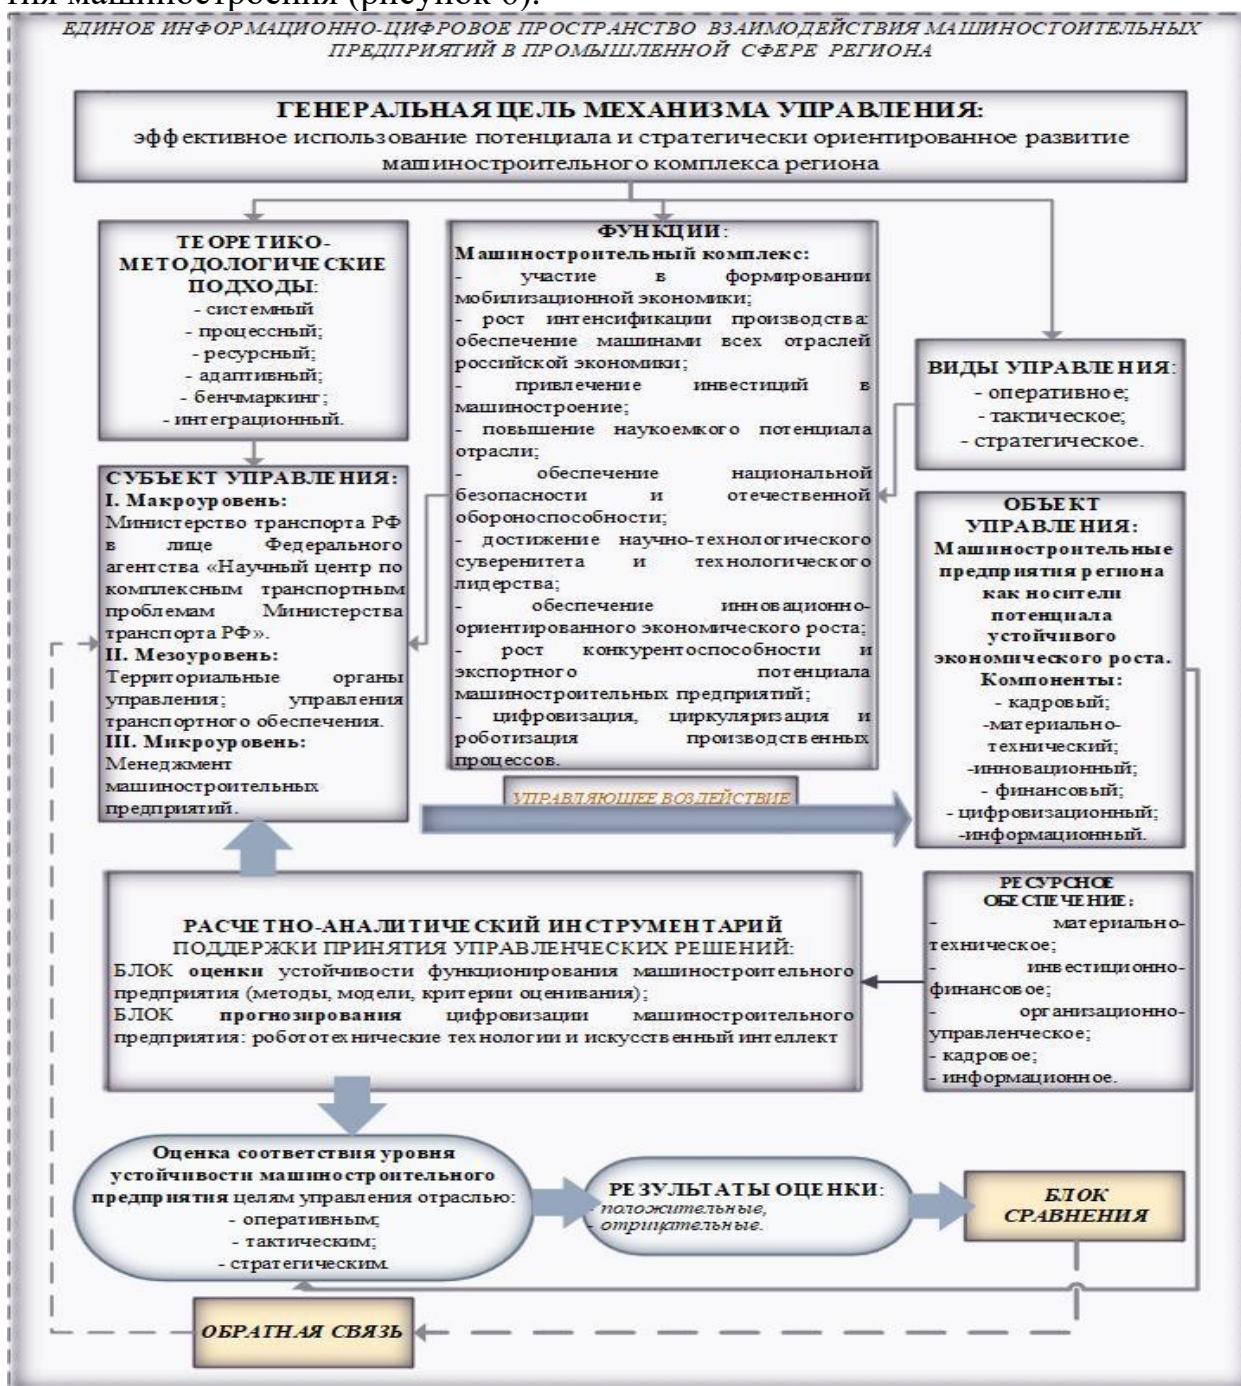 ния машиностроения (рисунок 6).
ЕДИНОЕ ИНФОРМАЦИОННО-ЦИФРОВОЕ ПРОСТРАНСТВО ВЗАИМОДЕЙСТВИЯ МАШИНОСТОИТЕЛЬНЫХ
ПРЕДПРИЯТИЙ В ПРОМЫШЛЕННОЙ СФЕРЕ РЕГИОНА
ГЕНЕРАЛЬНАЯ ЦЕЛЬ МЕХАНИЗМА УПРАВЛЕНИЯ:
эффективное использование потенциала и стратегически ориентированное развитие
машиностроительного комплекса региона
ТЕОРЕТИКО-
МЕТОДОЛОГИЧЕСКИЕ
ПОДХОДЫ:
- системный
- процессный;
- ресурсный;
- адаптивный;
- бенчмаркинг;
- интеграционный.
ФУНКЦИИ:
Машиностроительный комплекс:
- участие в формировании
мобилизационной экономики;
- рост интенсификации производства:
обеспечение машинами всех отраслей
российской экономики;
- привлечение инвестиций в
машиностроение;
- повышение наукоемкого потенциала
отрасли;
- обеспечение национальной
безопасности и отечественной
обороноспособности;
- достижение научно-технологического
суверенитета и технологического
лидерства;
- обеспечение инновационно-
ориентированного экономического роста;
- рост конкурентоспособности и
экспортного потенциала
машиностроительных предприятий;
- цифровизация, циркуляризация и
роботизация производственных
процессов.
ВИДЫ УПРАВЛЕНИЯ:
- оперативное;
- тактическое;
- стратегическое.
СУБЪЕКТ УПРАВЛЕНИЯ:
I. Макроуровень:
Министерство транспорта РФ
в лице Федерального
агентства «Научный центр по
комплексным транспортным
проблемам Министерства
транспорта РФ».
II. Мезоуровень:
Территориальные органы
управления; управления
транспортного обеспечения.
III. Микроуровень:
Менеджмент
машиностроительных
предприятий.
ОБЪЕКТ
УПРАВЛЕНИЯ:
Машиностроительные
предприятия региона
как носители
потенциала
устойчивого
экономического роста.
Компоненты:
- кадровый;
-материально-
технический;
-инновационный;
- финансовый;
- цифровизационный;
-информационный.
УПРАВЛЯЮЩЕЕ ВОЗДЕЙСТВИЕ
РАСЧЕТНО-АНАЛИТИЧЕСКИЙ ИНСТРУМЕНТАРИЙ
ПОДДЕРЖКИ ПРИНЯТИЯ УПРАВЛЕНЧЕСКИХ РЕШЕНИЙ:
БЛОК оценки устойчивости функционирования машиностроительного
предприятия (методы, модели, критерии оценивания);
БЛОК прогнозирования цифровизации машиностроительного
предприятия: робототехнические технологии и искусственный интеллект
РЕСУРСНОЕ
ОБЕСПЕЧЕНИЕ:
- материально-
техническое;
- инвестиционно-
финансовое;
- организационно-
управленческое;
- кадровое;
- информационное.
Оценка соответствия уровня
устойчивости машиностроительного
предприятия целям управления отраслью:
- оперативным;
- тактическим;
- стратегическим.
РЕЗУЛЬТАТЫ ОЦЕНКИ:
- положительные,
- отрицательные.
БЛОК
СРАВНЕНИЯ
ОБРАТНАЯ СВЯЗЬ